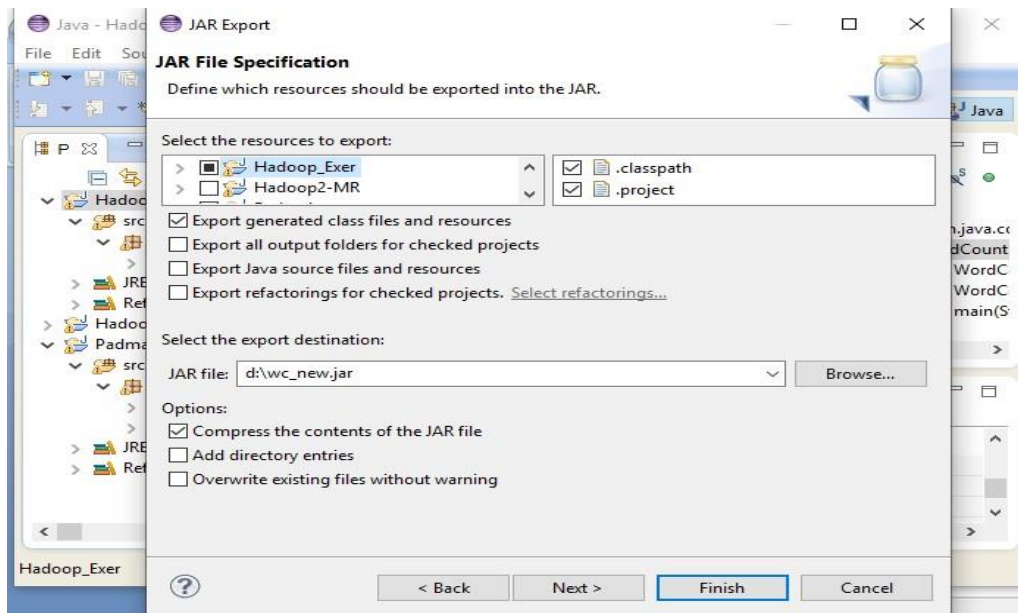 Java - Hado
JAR Export
File Edit Sou
JAR File Specification
Define which resources should be exported into the JAR.
Java
P
Select the resources to export:
Hadoop_Exer
.classpath
Hadoop2-MR
.project
Hadoc
src
JRE
Ref
Hadoc
Padma
src
JRE
Ref
Export generated class files and resources
Export all output folders for checked projects
Export Java source files and resources
Export refactorings for checked projects. Select refactorings...
n.java.co
dCount
WordC
WordC
main(S
Select the export destination:
JAR file: d:\wc_new.jar
Browse...
Options:
Compress the contents of the JAR file
Add directory entries
Overwrite existing files without warning
Hadoop_Exer
?
< Back
Next >
Finish
Cancel